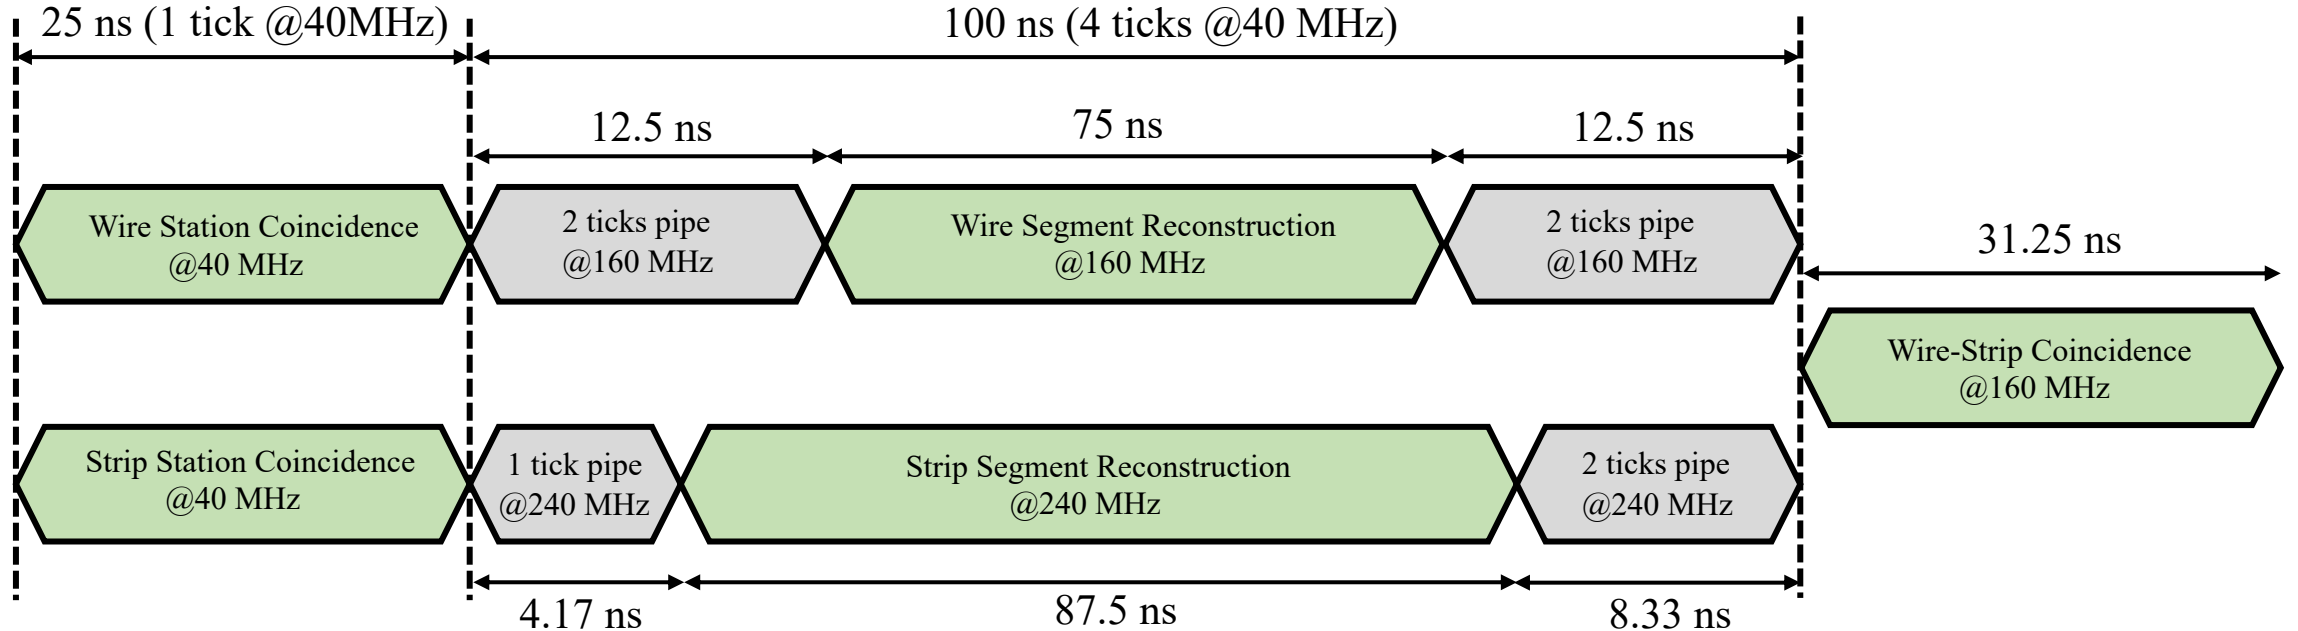 25 ns (1 tick @40MHz)
100 ns (4 ticks @40 MHz)
12.5 ns
75 ns
12.5 ns
Wire Station Coincidence
@40 MHz
2 ticks pipe
@160 MHz
Wire Segment Reconstruction
@160 MHz
2 ticks pipe
@160 MHz
31.25 ns
Wire-Strip Coincidence
@160 MHz
Strip Station Coincidence
@40 MHz
1 tick pipe
@240 MHz
Strip Segment Reconstruction
@240 MHz
2 ticks pipe
@240 MHz
4.17 ns
87.5 ns
8.33 ns